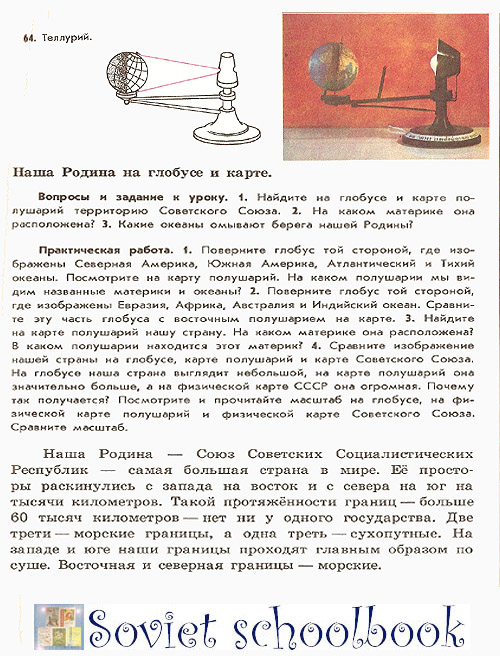 64. Теллурий.
Наша Родина на глобусе и карте.
Вопросы и задание к уроку. 1. Найдите на глобусе и карте по-
лушарий территорию Советского Союза. 2. На каком материке она
расположена? 3. Какие океаны омывают берега нашей Родины?
Практическая работа. 1. Поверните глобус той стороной, где изо-
бражены Северная Америка, Южная Америка, Атлантический и Тихий
океаны. Посмотрите на карту полушарий. На каком полушарии мы ви-
дим названные материки и океаны? 2. Поверните глобус той стороной,
где изображены Евразия, Африка, Австралия и Индийский океан. Сравни-
те эту часть глобуса с восточным полушарием на карте. 3. Найдите
на карте полушарий нашу страну. На каком материке она расположена?
В каком полушарии находится этот материк? 4. Сравните изображение
нашей страны на глобусе, карте полушарий и карте Советского Союза.
На глобусе наша страна выглядит небольшой, на карте полушарий она
значительно больше, а на физической карте СССР она огромная. Почему
так получается? Посмотрите и прочитайте масштаб на глобусе, на фи-
зической карте полушарий и физической карте Советского Союза.
Сравните масштаб.
Наша Родина — Союз Советских Социалистических
Республик — самая большая страна в мире. Её просто-
ры раскинулись с запада на восток и с севера на юг на
тысячи километров. Такой протяжённости границ — больше
60 тысяч километров — нет ни у одного государства. Две
трети — морские границы, а одна треть — сухопутные. На
западе и юге наши границы проходят главным образом по
суше. Восточная и северная границы — морские.
Soviet schoolbook